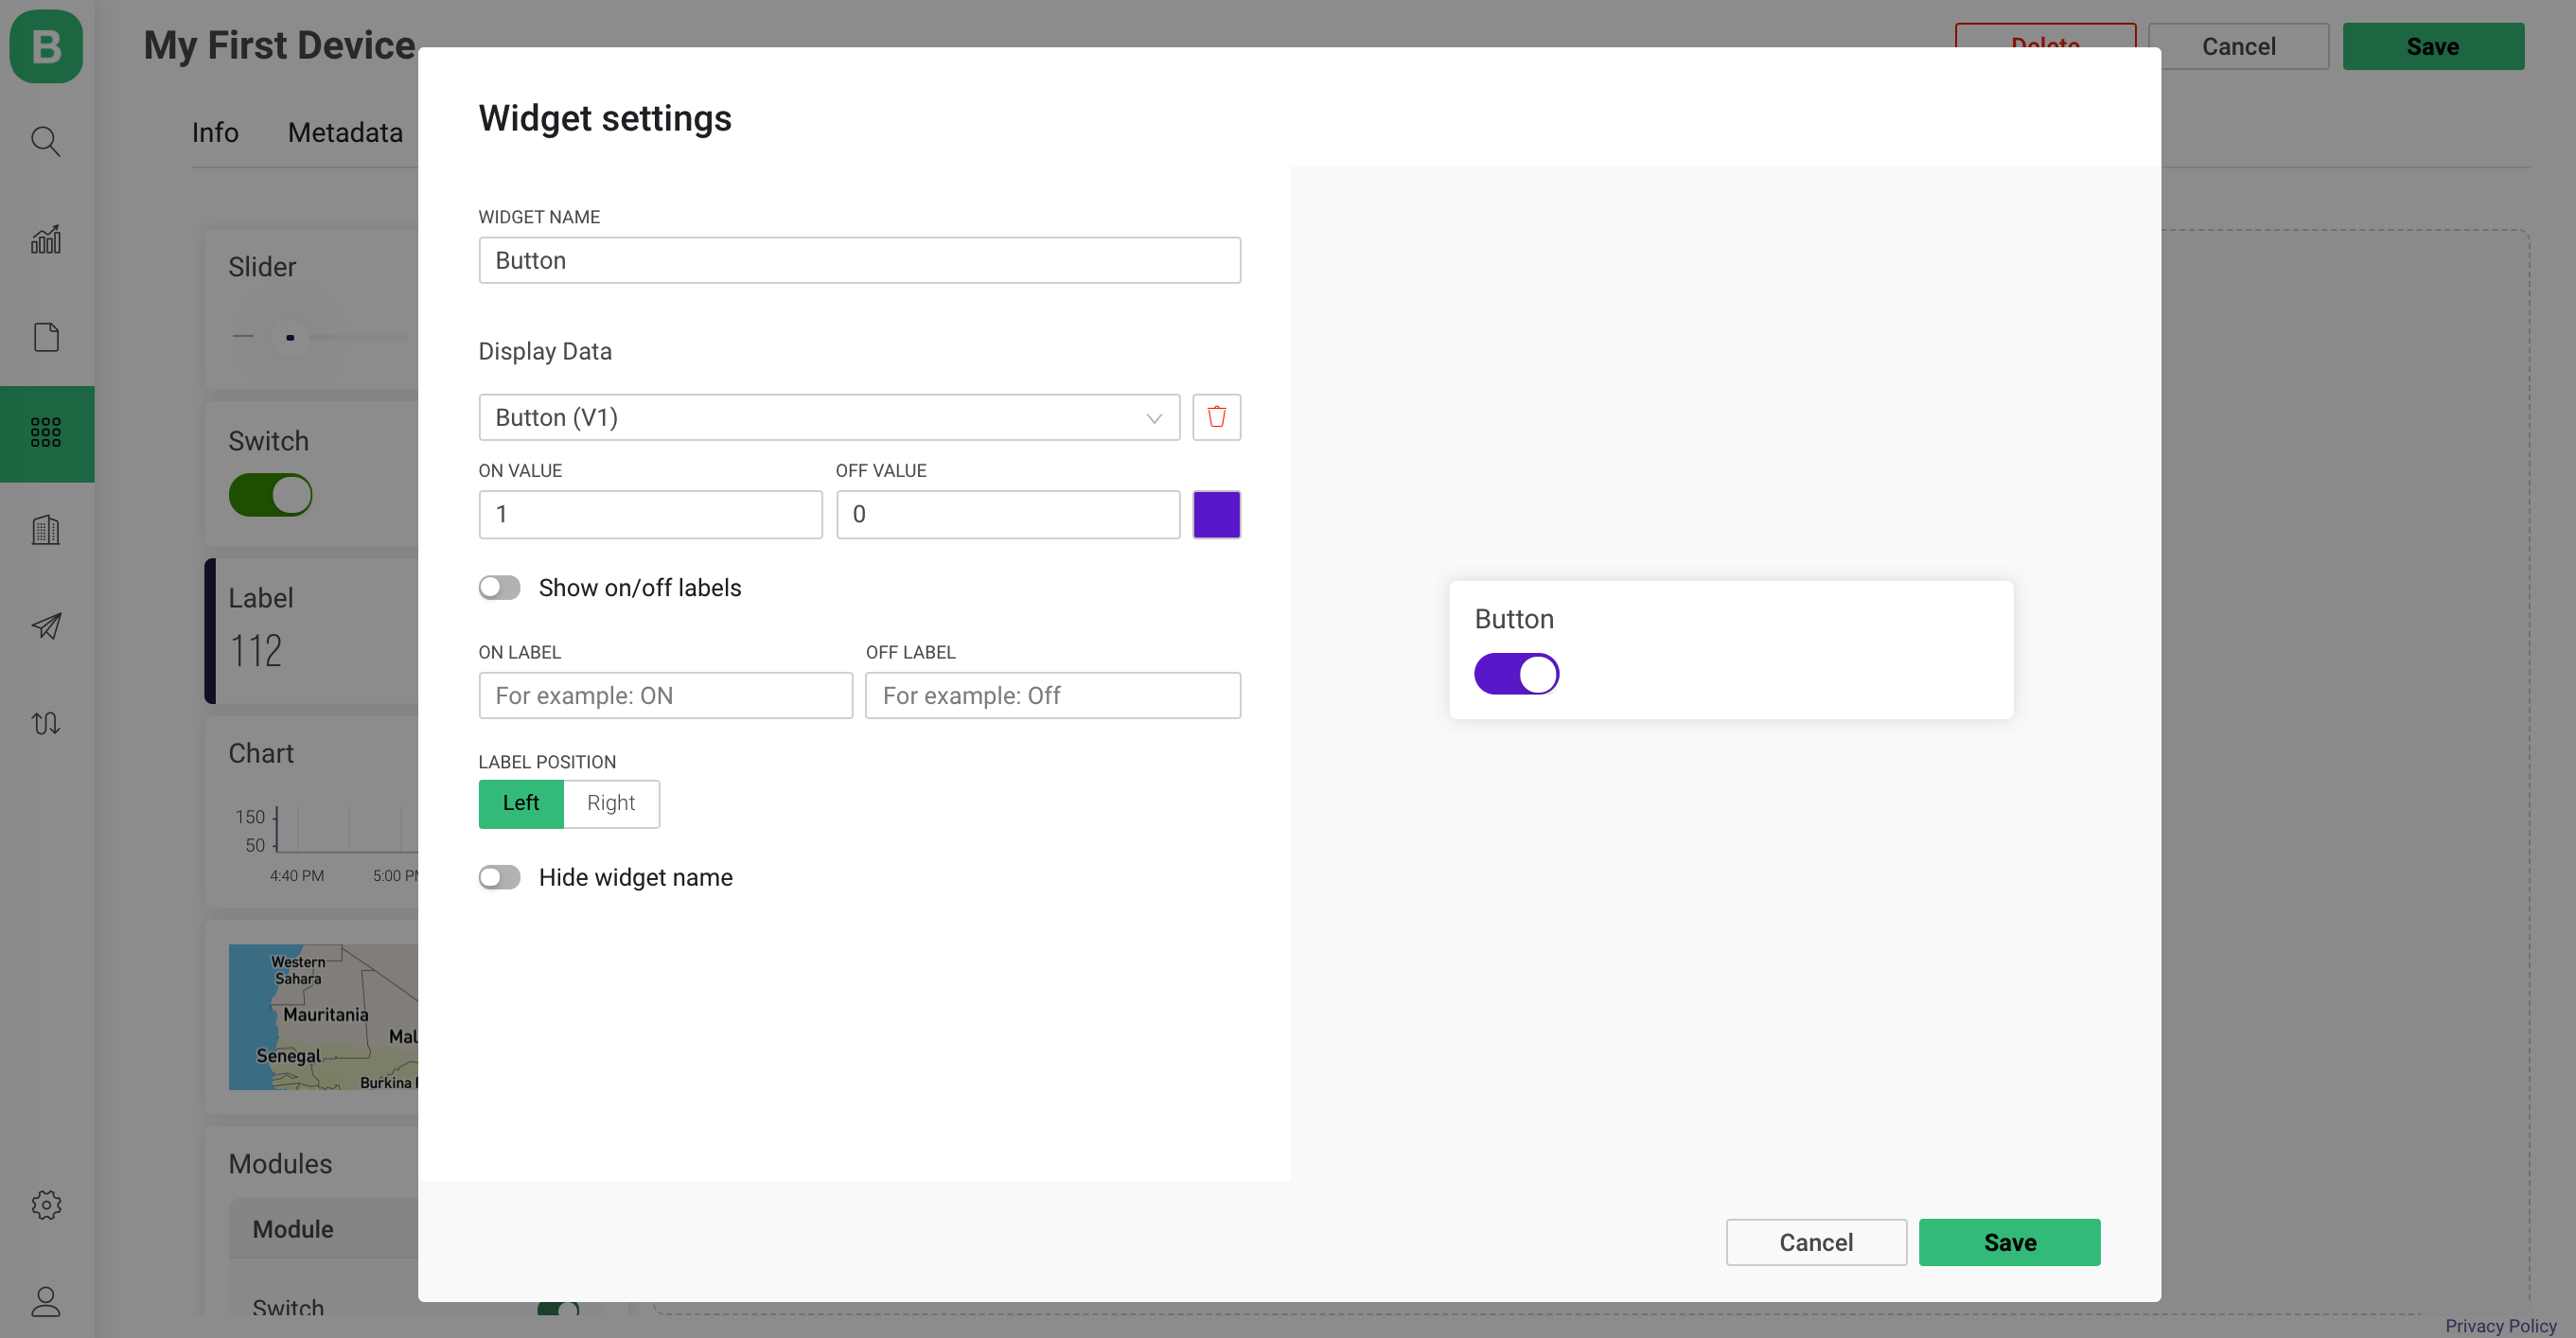 B
My First Device
Delete
Cancel
Save
Info
Metadata
Widget settings
WIDGET NAME
Button
Display Data
Button (V1)
ON VALUE
OFF VALUE
1
0
Show on/off labels
ON LABEL
OFF LABEL
For example: ON
For example: Off
LABEL POSITION
Left
Right
Hide widget name
Button
Cancel
Save
Slider
Switch
Label
112
Chart
150
50
4:40 PM
5:00 PM
Western
Sahara
Mauritania
Mal
Senegal
Burkina F
Modules
Module
Switch
Privacy Policy